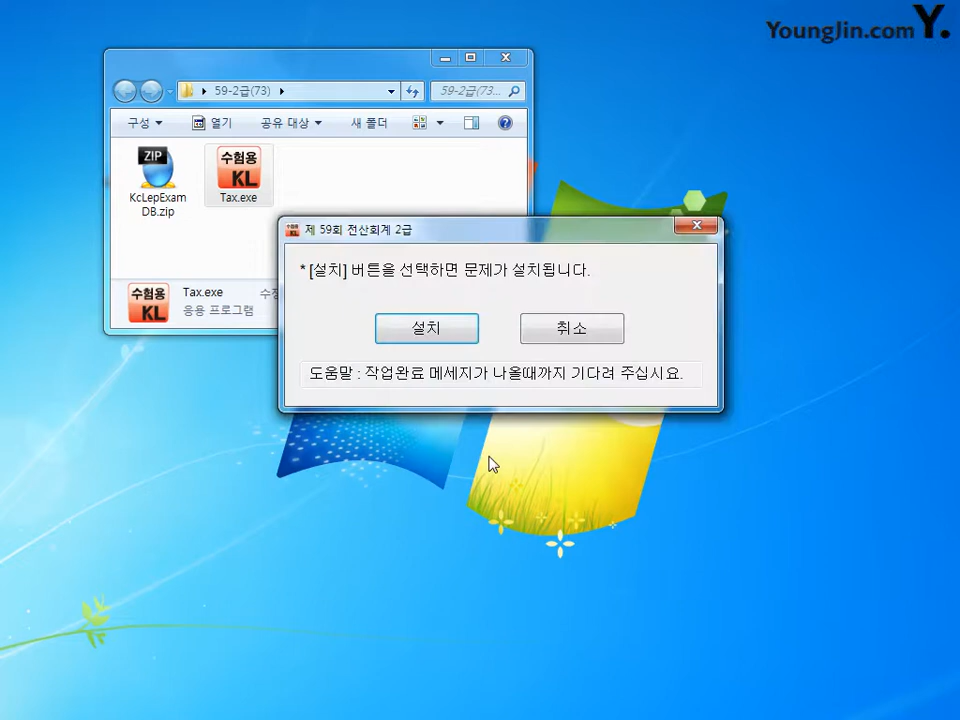 YoungJin.com Y.
59-2급(73)
59-2급(73...
구성
열기
공유 대상
새 폴더
ZIP
수험용
KL
KcLepExam
DB.zip
Tax.exe
수험용
KL
Tax.exe
응용 프로그램
제 59회 전산회계 2급
* [설치] 버튼을 선택하면 문제가 설치됩니다.
설치
취소
도움말 : 작업완료 메세지가 나올때까지 기다려 주십시요.